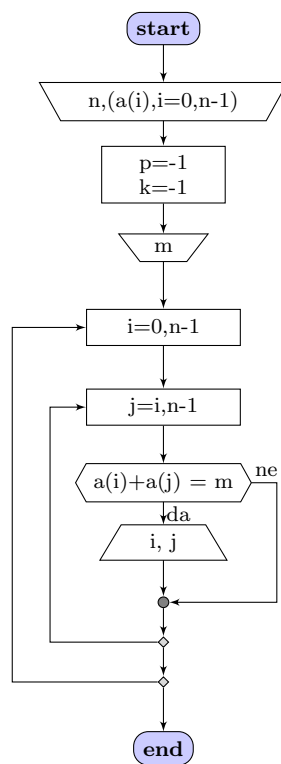 start
n,(a(i),i=0,n-1)
p=-1
k=-1
m
i=0,n-1
j=i,n-1
a(i)+a(j) = m
ne
da
i, j
end